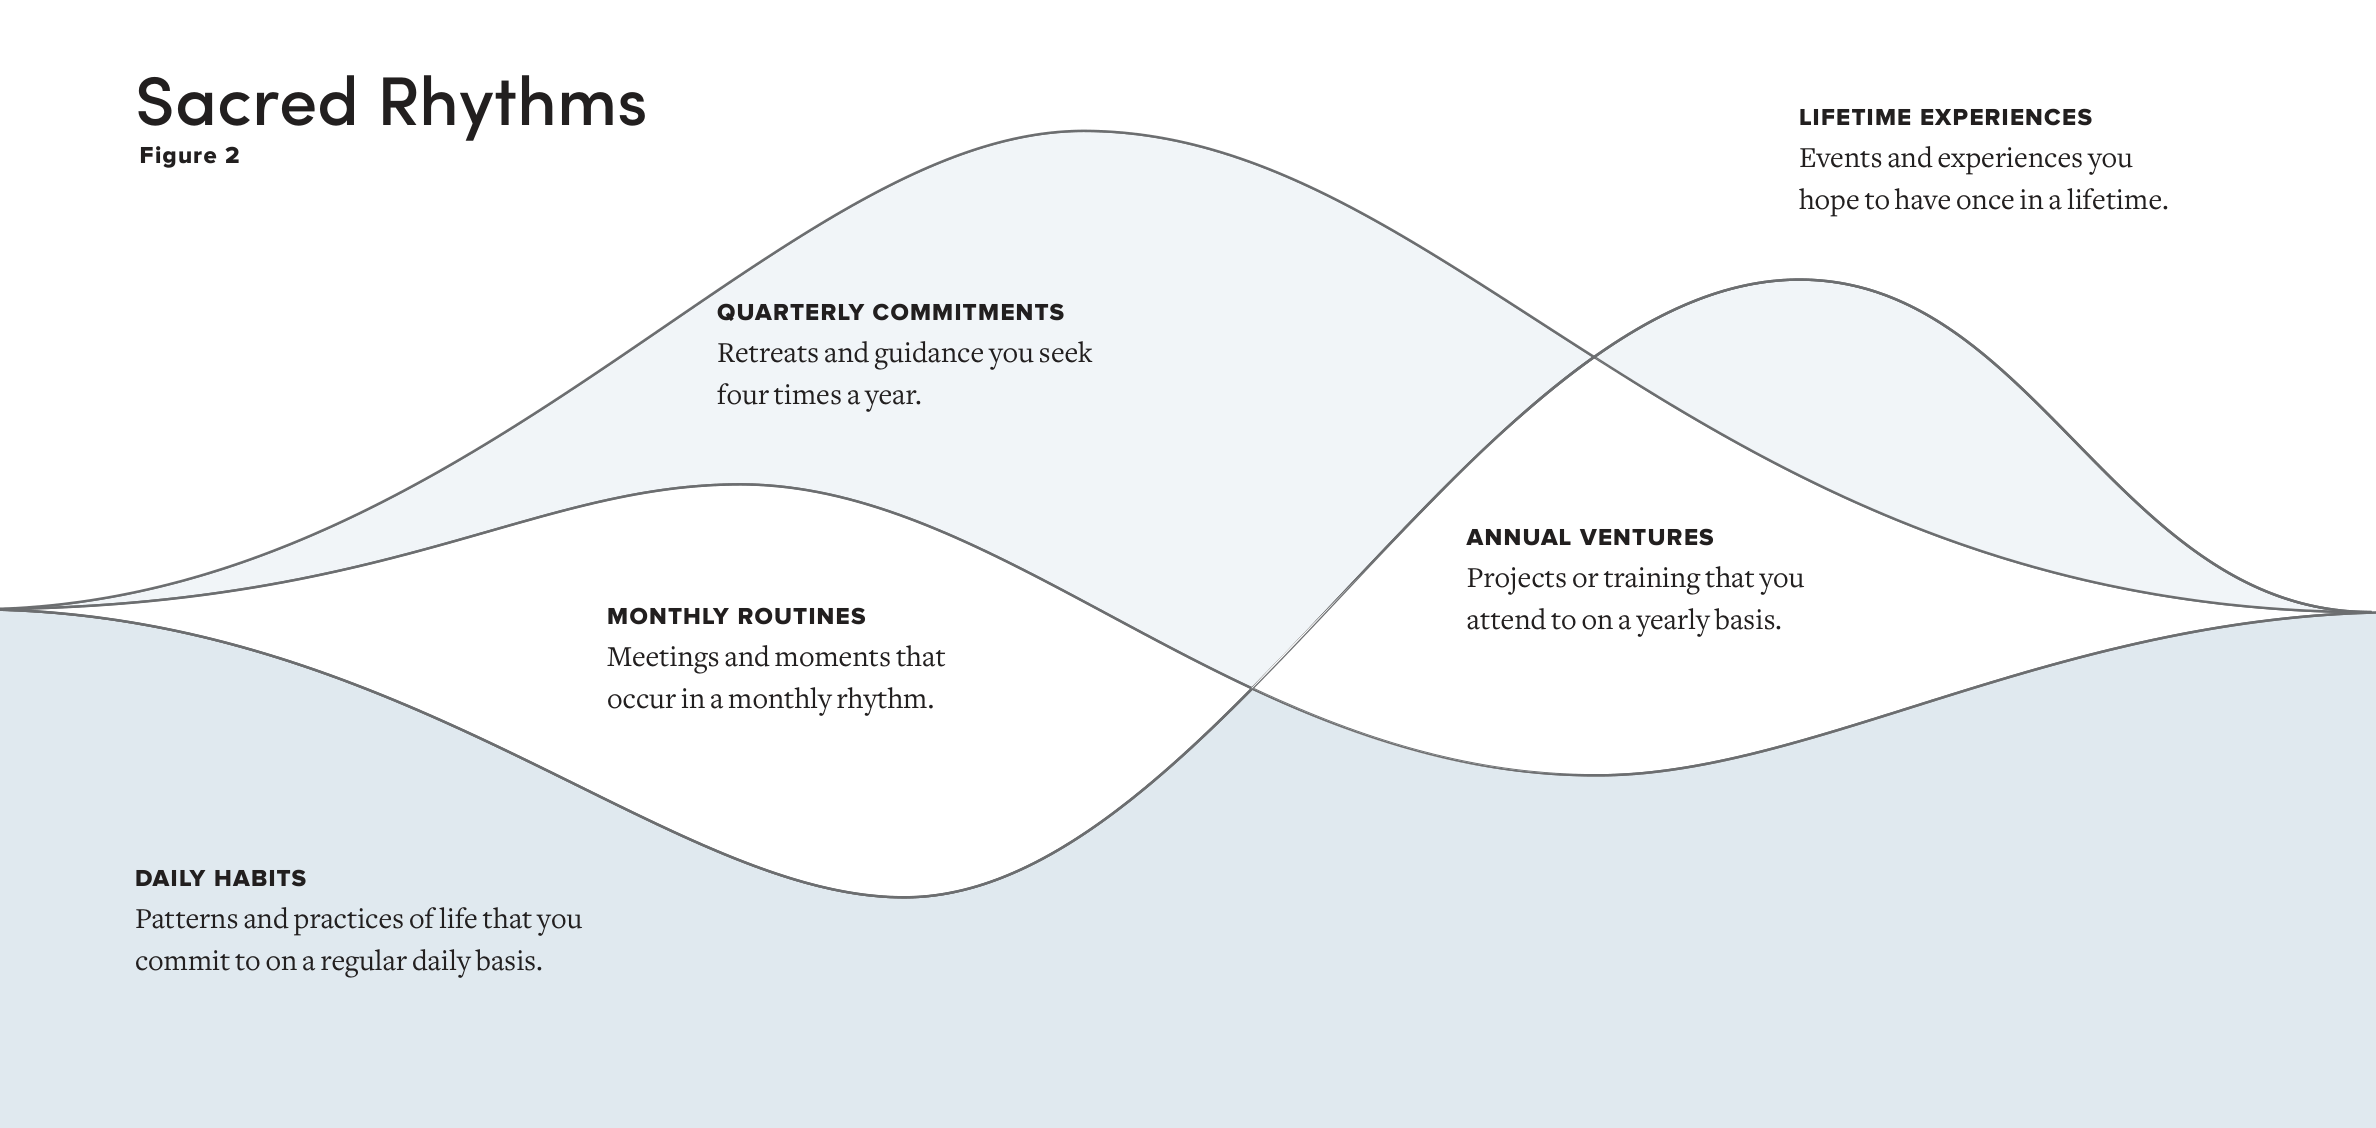 Sacred Rhythms
Figure 2
LIFETIME EXPERIENCES
Events and experiences you
hope to have once in a lifetime.
QUARTERLY COMMITMENTS
Retreats and guidance you seek
four times a year.
ANNUAL VENTURES
Projects or training that you
attend to on a yearly basis.
MONTHLY ROUTINES
Meetings and moments that
occur in a monthly rhythm.
DAILY HABITS
Patterns and practices of life that you
commit to on a regular daily basis.